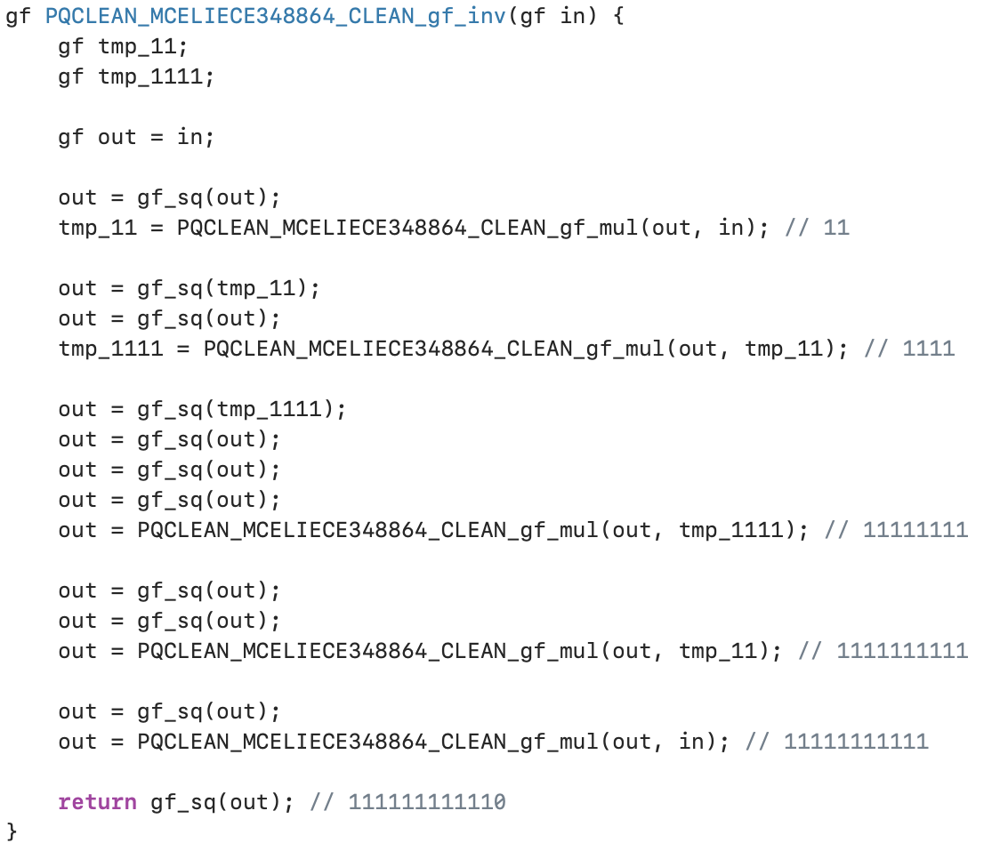 gf PQCLEAN_MCELIECE348864_CLEAN_gf_inv(gf in) {
    gf tmp_11;
    gf tmp_1111;

    gf out = in;

    out = gf_sq(out);
    tmp_11 = PQCLEAN_MCELIECE348864_CLEAN_gf_mul(out, in); // 11

    out = gf_sq(tmp_11);
    out = gf_sq(out);
    tmp_1111 = PQCLEAN_MCELIECE348864_CLEAN_gf_mul(out, tmp_11); // 1111

    out = gf_sq(tmp_1111);
    out = gf_sq(out);
    out = gf_sq(out);
    out = gf_sq(out);
    out = PQCLEAN_MCELIECE348864_CLEAN_gf_mul(out, tmp_1111); // 11111111

    out = gf_sq(out);
    out = gf_sq(out);
    out = PQCLEAN_MCELIECE348864_CLEAN_gf_mul(out, tmp_11); // 1111111111

    out = gf_sq(out);
    out = PQCLEAN_MCELIECE348864_CLEAN_gf_mul(out, in); // 11111111111

    return gf_sq(out); // 111111111110
}